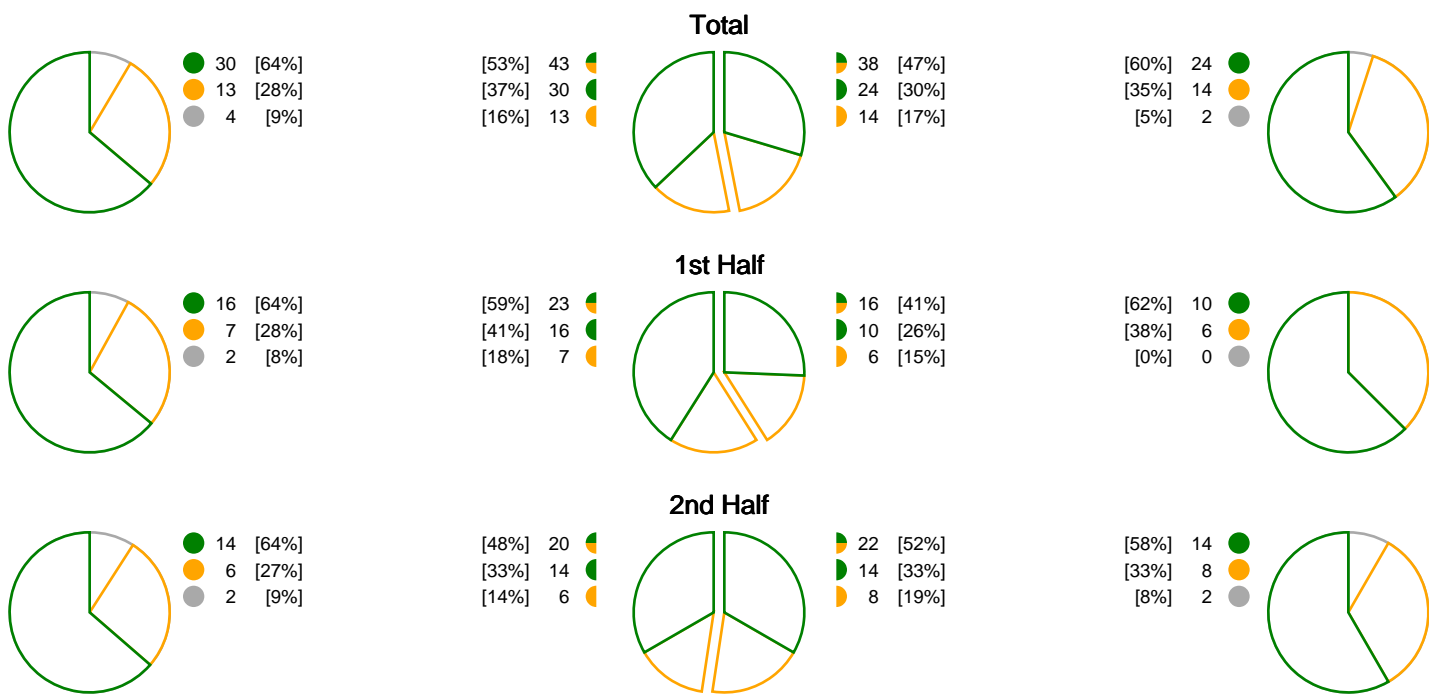 Total
30 [64%] [53%] 43 38 [47%] [60%] 24
13 [28%] [37%] 30 24 [30%] [35%] 14
4 [9%] [16%] 13 14 [17%] [5%] 2
1st Half
16 [64%] [59%] 23 16 [41%] [62%] 10
7 [28%] [41%] 16 10 [26%] [38%] 6
2 [8%] [18%] 7 6 [15%] [0%] 0
2nd Half
14 [64%] [48%] 20 22 [52%] [58%] 14
6 [27%] [33%] 14 14 [33%] [33%] 8
2 [9%] [14%] 6 8 [19%] [8%] 2